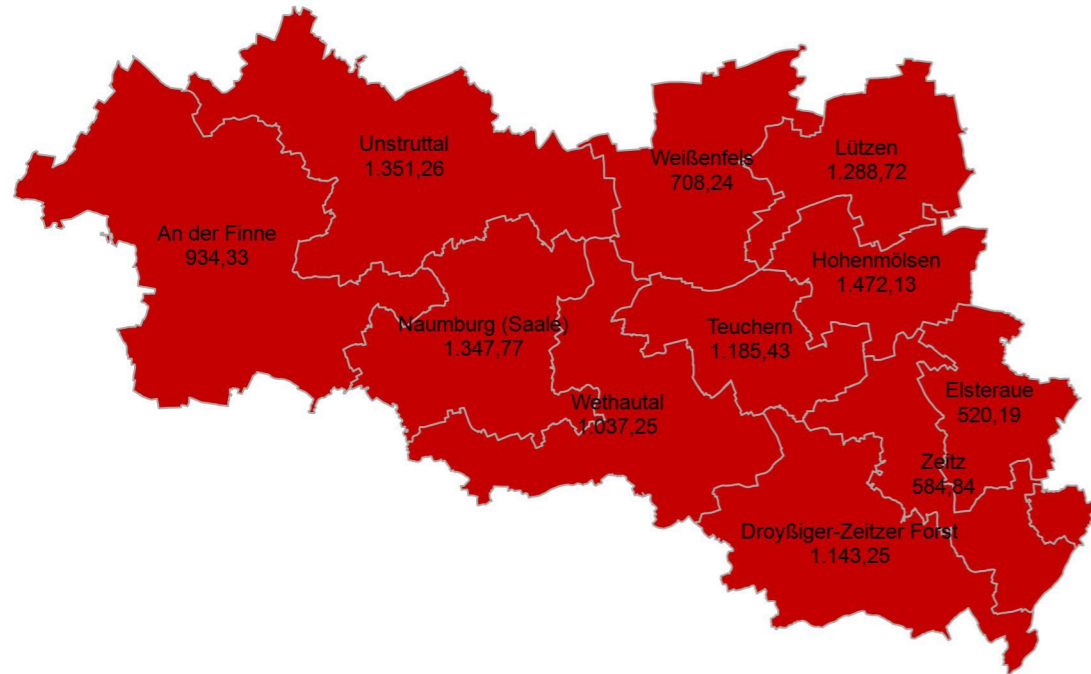 Unstruttal
1.351,26
Weißenfels
708,24
Lützen
1.288,72
An der Finne
934,33
Hohenmölsen
1.472,13
Naumburg (Saale)
1.347,77
Teuchern
1.185,43
Wethautal
1.037,25
Elsteraue
520,19
Zeitz
584,84
Droyßiger-Zeitzer Forst
1.143,25